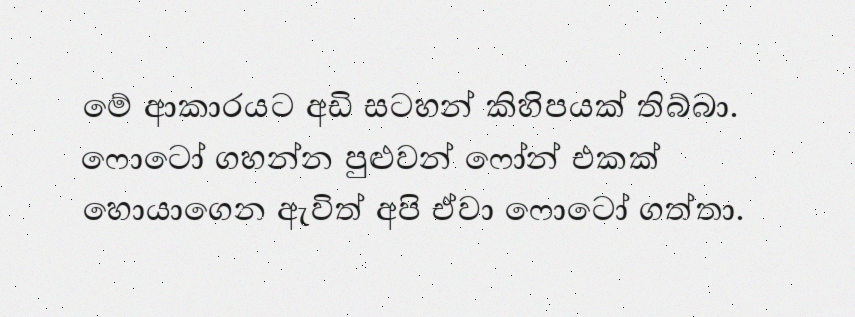 මේ ආකාරයට අඩි සටහන් කිහිපයක් තිබ්බා.
ෆොටෝ ගහන්න පුළුවන් ෆෝන් එකක්
හොයාගෙන ඇවිත් අපි ඒවා ෆොටෝ ගත්තා.